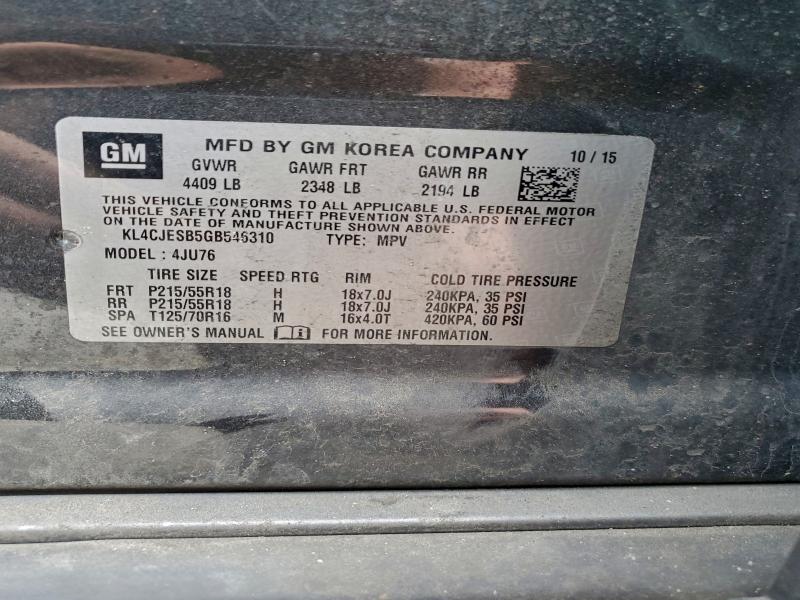 GM MFD BY GM KOREA COMPANY 10 / 15
GVWR GAWR FRT GAWR RR
4409 LB 2348 LB 2194 LB
THIS VEHICLE CONFORMS TO ALL APPLICABLE U.S. FEDERAL MOTOR
VEHICLE SAFETY AND THEFT PREVENTION STANDARDS IN EFFECT
ON THE DATE OF MANUFACTURE SHOWN ABOVE.
KL4CJESB5GB546310 TYPE: MPV
MODEL : 4JU76
TIRE SIZE SPEED RTG RIM COLD TIRE PRESSURE
FRT P215/55R18 H 18x7.0J 240KPA, 35 PSI
RR P215/55R18 H 18x7.0J 240KPA, 35 PSI
SPA T125/70R16 M 16x4.0T 420KPA, 60 PSI
SEE OWNER'S MANUAL FOR MORE INFORMATION.